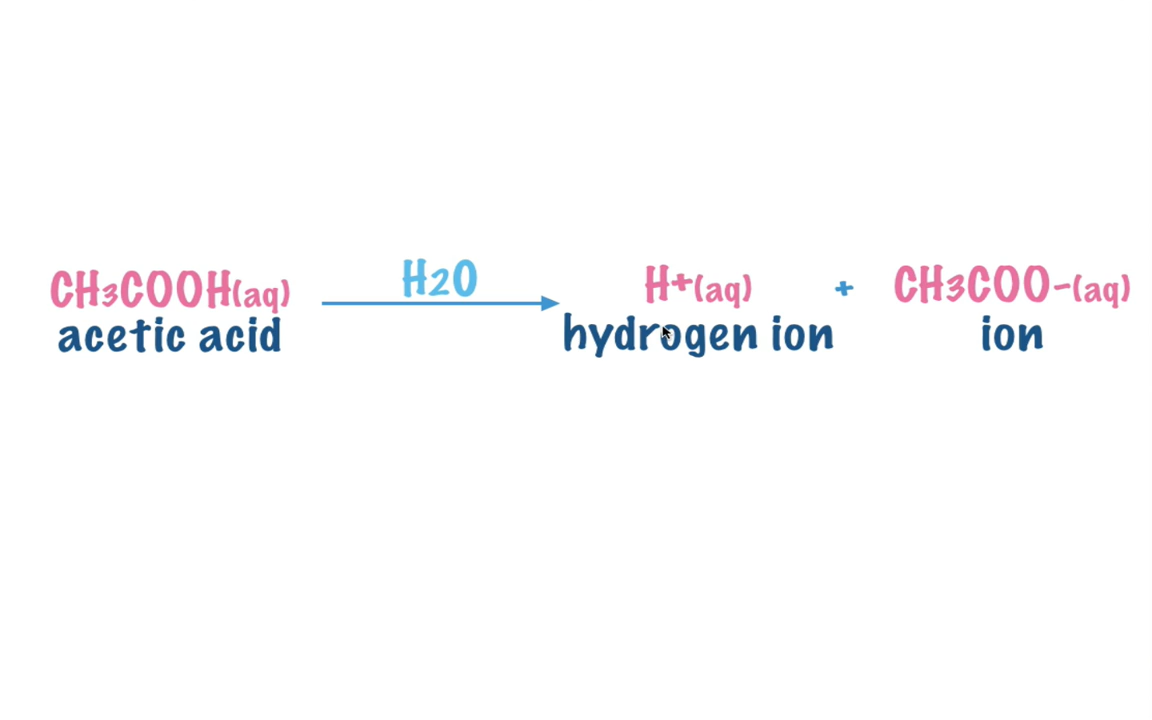 H2O
CH3COOH(aq) H+(aq) + CH3COO-(aq)
acetic acid hydrogen ion ion